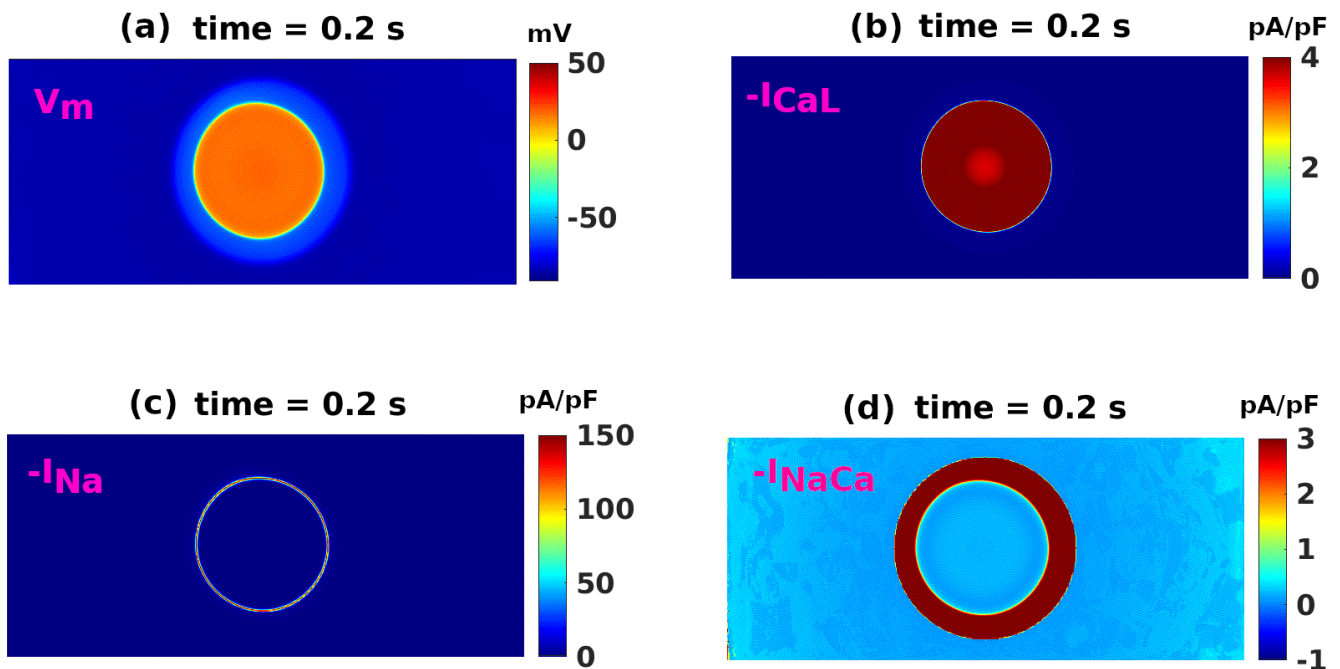 (a) time = 0.2 s
mV
Vm
50
0
-50
(b) time = 0.2 s
pA/pF
-ICaL
4
2
0
(c) time = 0.2 s
pA/pF
-INa
150
100
50
0
(d) time = 0.2 s
pA/pF
-INaCa
3
2
1
0
-1